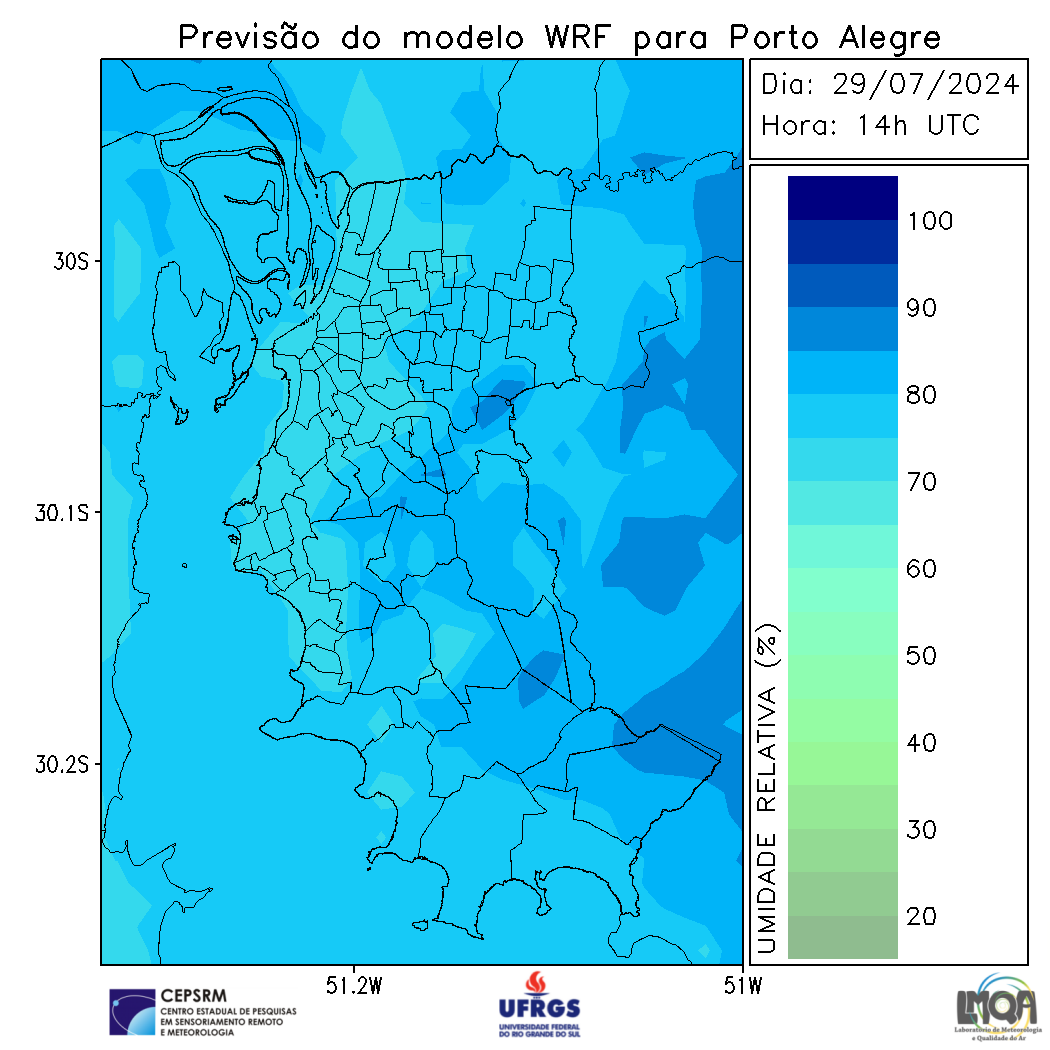 Previsão do modelo WRF para Porto Alegre
Dia: 29/07/2024
Hora: 14h UTC
100
90
80
70
60
50
40
30
20
UMIDADE RELATIVA (%)
30S
30.1S
30.2S
51.2W
51W
CEPSRM
CENTRO ESTADUAL DE PESQUISAS
EM SENSORIAMENTO REMOTO
E METEOROLOGIA
UFRGS
UNIVERSIDADE FEDERAL
DO RIO GRANDE DO SUL
LMQA
Laboratório de Meteorologia
e Qualidade do Ar